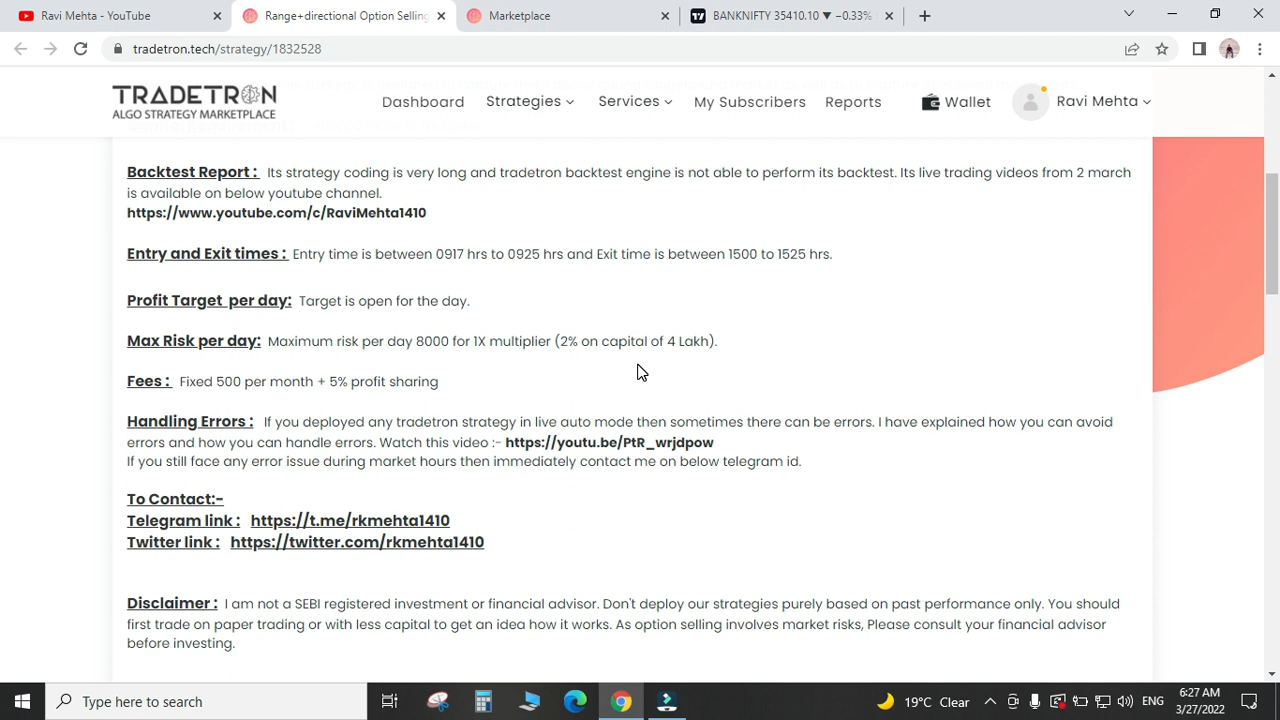 Ravi Mehta - YouTube
Range+directional Option Selling
Marketplace
BANKNIFTY 35410.10 ▼ −0.33%
tradetron.tech/strategy/1832528
TRADETRON
ALGO STRATEGY MARKETPLACE
Dashboard Strategies Services My Subscribers Reports Wallet Ravi Mehta
Backtest Report : Its strategy coding is very long and tradetron backtest engine is not able to perform its backtest. Its live trading videos from 2 march
is available on below youtube channel.
https://www.youtube.com/c/RaviMehta1410
Entry and Exit times : Entry time is between 0917 hrs to 0925 hrs and Exit time is between 1500 to 1525 hrs.
Profit Target per day: Target is open for the day.
Max Risk per day: Maximum risk per day 8000 for 1X multiplier (2% on capital of 4 Lakh).
Fees : Fixed 500 per month + 5% profit sharing
Handling Errors : If you deployed any tradetron strategy in live auto mode then sometimes there can be errors. I have explained how you can avoid
errors and how you can handle errors. Watch this video :- https://youtu.be/PtR_wrjdpow
If you still face any error issue during market hours then immediately contact me on below telegram id.
To Contact:-
Telegram link : https://t.me/rkmehta1410
Twitter link : https://twitter.com/rkmehta1410
Disclaimer : I am not a SEBI registered investment or financial advisor. Don't deploy our strategies purely based on past performance only. You should
first trade on paper trading or with less capital to get an idea how it works. As option selling involves market risks, Please consult your financial advisor
before investing.
Type here to search
19°C Clear
ENG
6:27 AM
3/27/2022